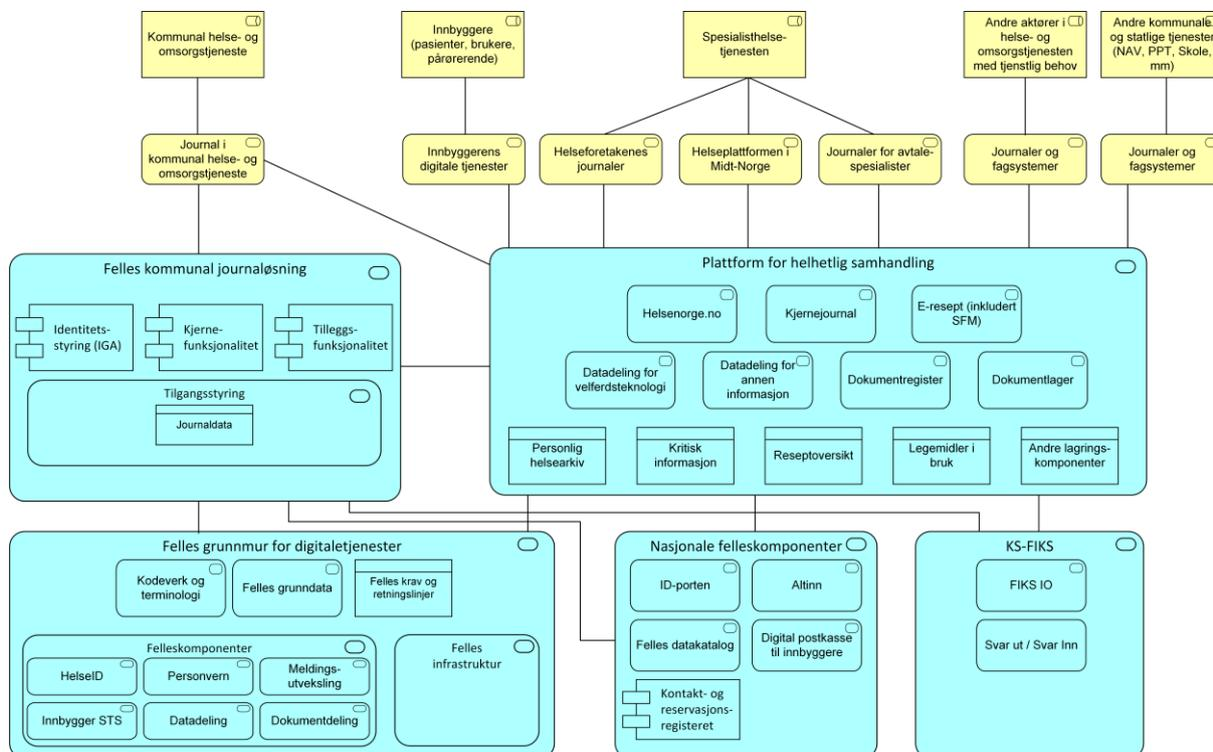 Kommunal helse- og
omsorgstjeneste
Innbyggere
(pasienter, brukere,
pårørerende)
Spesialisthelse-
tjenesten
Andre aktører i
helse- og
omsorgstjenesten
med tjenstlig behov
Andre kommunale
og statlige tjenester
(NAV, PPT, Skole,
mm)
Journal i
kommunal helse- og
omsorgstjeneste
Innbyggerens
digitale tjenester
Helseforetakenes
journaler
Helseplattformen i
Midt-Norge
Journaler for avtale-
spesialister
Journaler og
fagsystemer
Journaler og
fagsystemer
Felles kommunal journaløsning
Identitets-
styring (IGA)
Kjerne-
funksjonalitet
Tilleggs-
funksjonalitet
Tilgangsstyring
Journaldata
Plattform for helhetlig samhandling
Helsenorge.no
Kjernejournal
E-resept (inkludert
SFM)
Datadeling for
velferdsteknologi
Datadeling for
annen
informasjon
Dokumentregister
Dokumentlager
Personlig
helsearkiv
Kritisk
informasjon
Reseptoversikt
Legemidler i
bruk
Andre lagrings-
komponenter
Felles grunnmur for digitaletjenester
Kodeverk og
terminologi
Felles grunndata
Felles krav og
retningslinjer
Felleskomponenter
HelseID
Personvern
Meldings-
utveksling
Innbygger STS
Datadeling
Dokumentdeling
Felles
infrastruktur
Nasjonale felleskomponenter
ID-porten
Altinn
Felles datakatalog
Digital postkasse
til innbyggere
Kontakt- og
reservasjons-
registeret
KS-FIKS
FIKS IO
Svar ut / Svar Inn